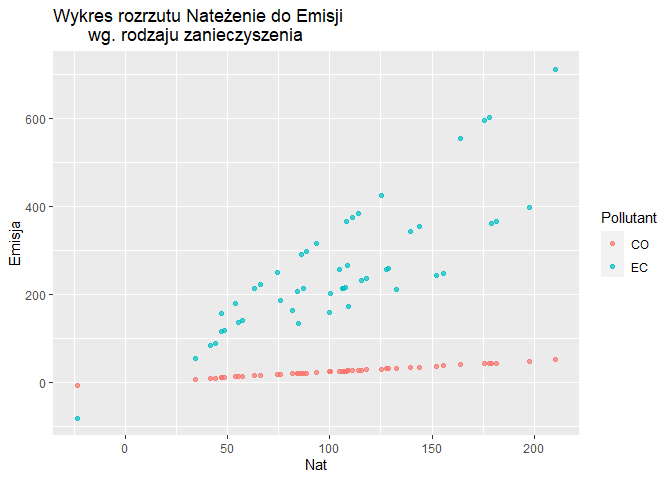 Wykres rozrzutu Nateżenie do Emisji
wg. rodzaju zanieczyszenia
Emisja
600
400
200
0
0
50
100
150
200
Nat
Pollutant
CO
EC